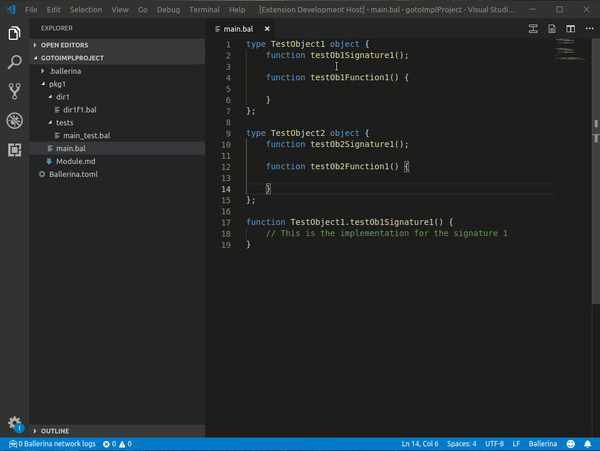 File Edit Selection View Go Debug Terminal Help [Extension Development Host] - main.bal - gotoImplProject - Visual Studi...
EXPLORER
OPEN EDITORS
GOTOIMPLPROJECT
.ballerina
pkg1
dir1
dir1f1.bal
tests
main_test.bal
main.bal
Module.md
Ballerina.toml
OUTLINE
main.bal
1 type TestObject1 object {
2 function testOb1Signature1();
3
4 function testOb1Function1() {
5
6 }
7 };
8
9 type TestObject2 object {
10 function testOb2Signature1();
11
12 function testOb2Function1() {
13
14 }
15 };
16
17 function TestObject1.testOb1Signature1() {
18 // This is the implementation for the signature 1
19 }
1
0 Ballerina network logs 0 0 Ln 14, Col 6 Spaces: 4 UTF-8 LF Ballerina